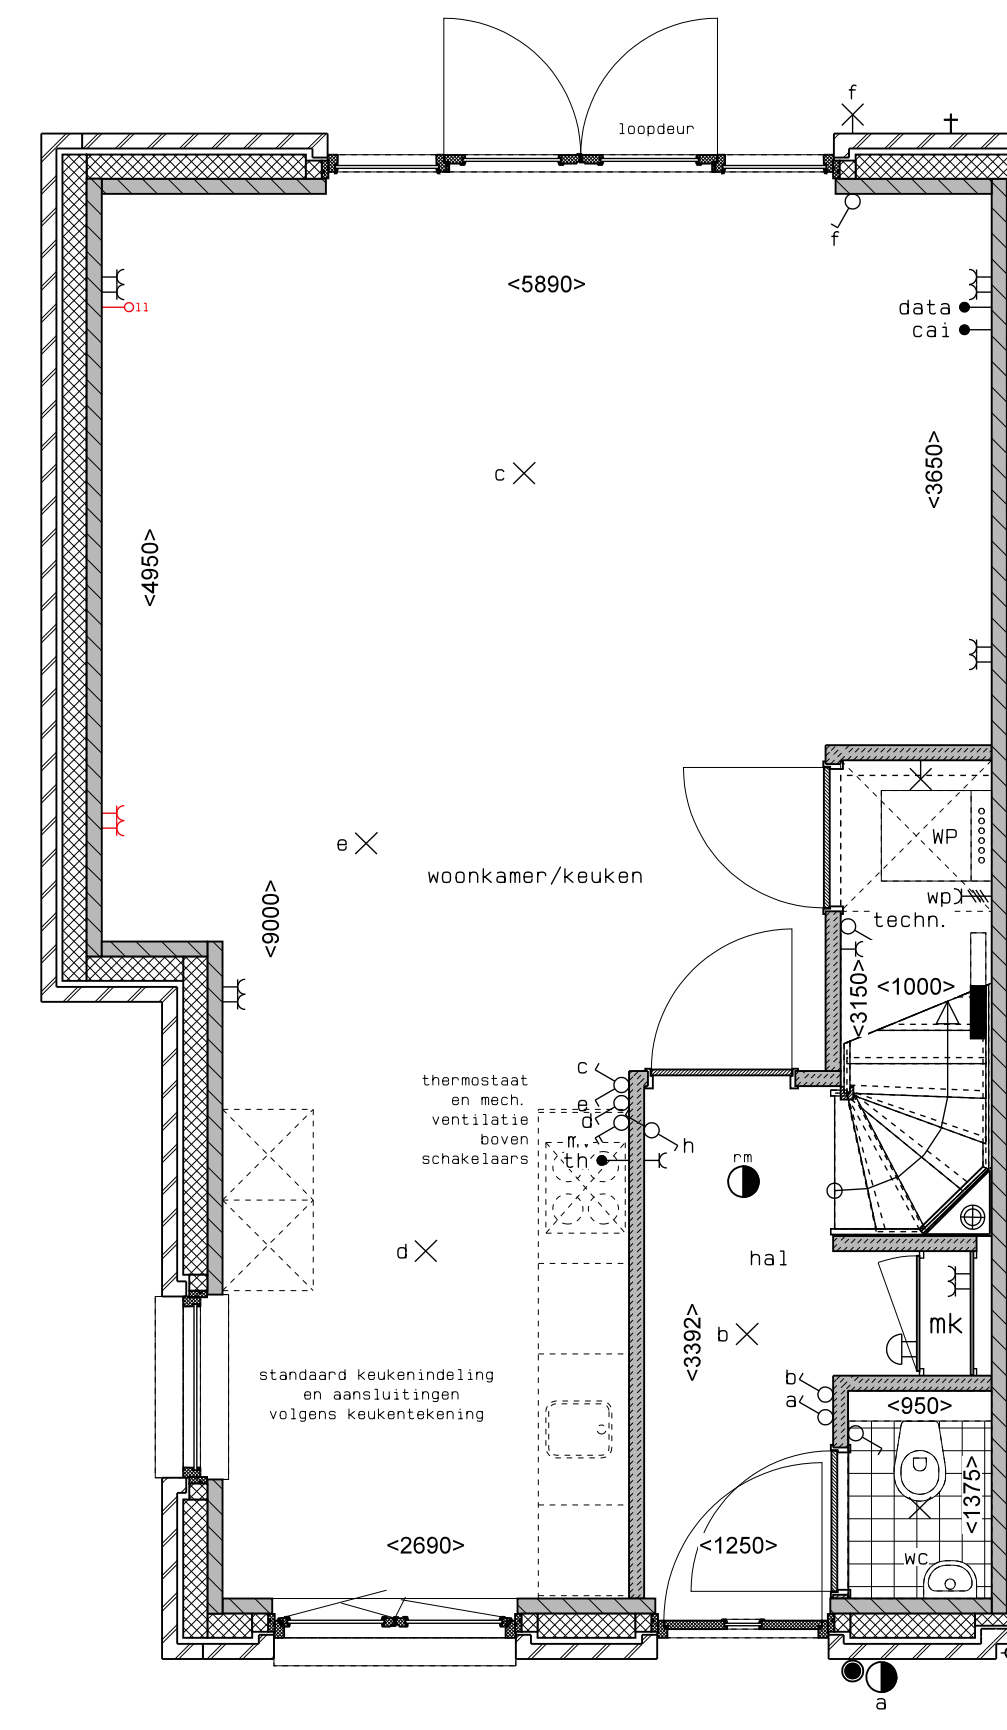 f
loopdeur
f
<5890>
11
data
cai
c
<3650>
<4950>
e
woonkamer/keuken
WP
wp
techn.
<9000>
<3150>
<1000>
c
thermostaat
en mech.
ventilatie
boven
schakelaars
e
d
m.v.
th
h
rm
d
hal
<3392>
b
mk
standaard keukenindeling
en aansluitingen
volgens keukentekening
b
a
<950>
<1375>
<2690>
<1250>
WC
a